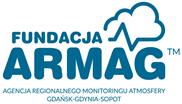 FUNDACJA
ARMAG™
AGENCJA REGIONALNEGO MONITORINGU ATMOSFERY
GDAŃSK-GDYNIA-SOPOT